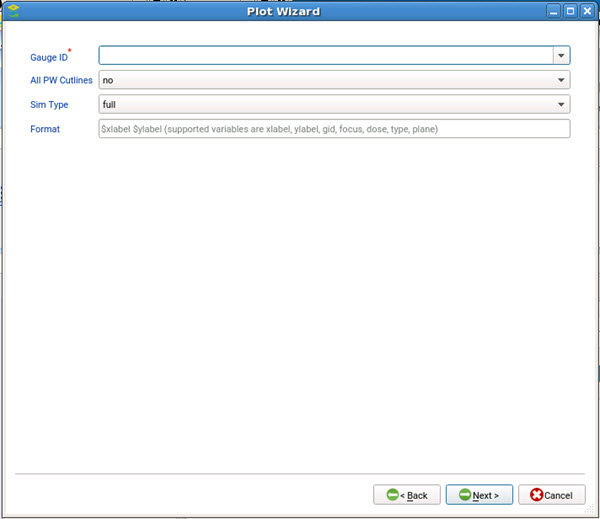 Plot Wizard
Gauge ID*
All PW Cutlines no
Sim Type full
Format $xlabel $ylabel (supported variables are xlabel, ylabel, gid, focus, dose, type, plane)
< Back Next > Cancel